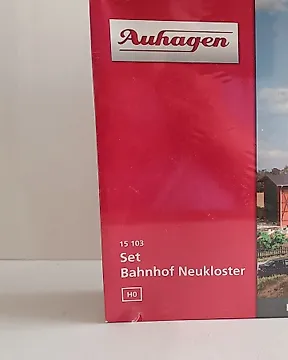 Auhagen
15 103
Set
Bahnhof Neukloster
H0